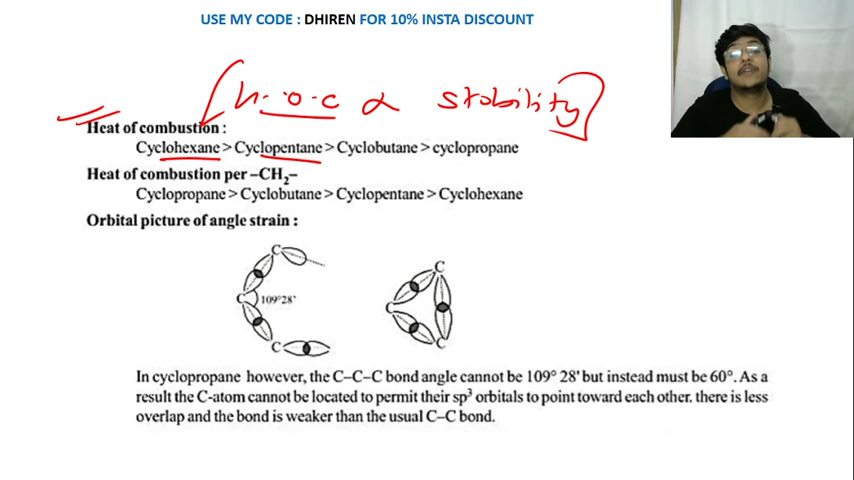 USE MY CODE : DHIREN FOR 10% INSTA DISCOUNT
h. o. c ∝ stability
Heat of combustion :
Cyclohexane > Cyclopentane > Cyclobutane > cyclopropane
Heat of combustion per –CH₂–
Cyclopropane > Cyclobutane > Cyclopentane > Cyclohexane
Orbital picture of angle strain :
C
C
C 109°28'
C
C
C
C
In cyclopropane however, the C–C–C bond angle cannot be 109° 28' but instead must be 60°. As a
result the C-atom cannot be located to permit their sp³ orbitals to point toward each other. there is less
overlap and the bond is weaker than the usual C–C bond.